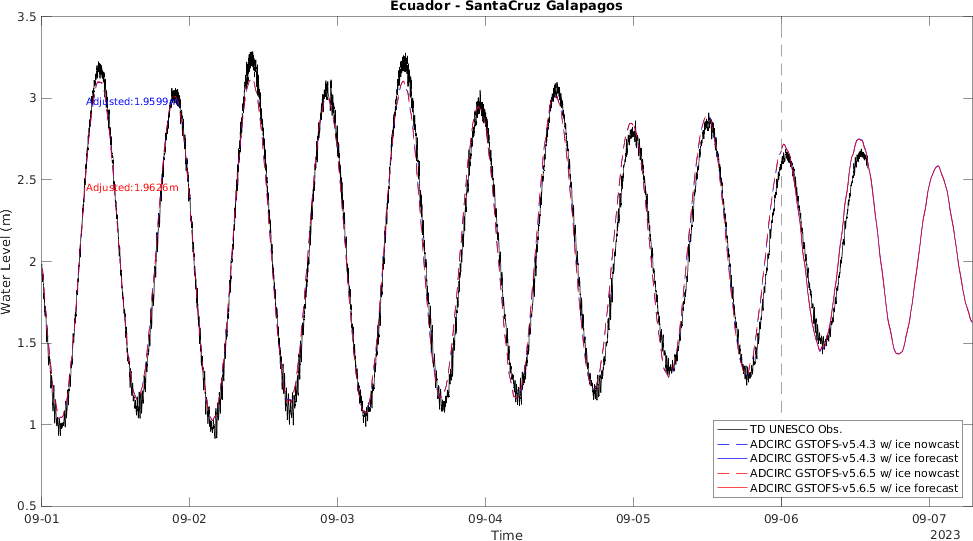 Ecuador - SantaCruz Galapagos
3.5
3
2.5
2
1.5
1
0.5
Water Level (m)
Adjusted:1.9599m
Adjusted:1.9626m
TD UNESCO Obs.
ADCIRC GSTOFS-v5.4.3 w/ ice nowcast
ADCIRC GSTOFS-v5.4.3 w/ ice forecast
ADCIRC GSTOFS-v5.6.5 w/ ice nowcast
ADCIRC GSTOFS-v5.6.5 w/ ice forecast
09-01 09-02 09-03 09-04 09-05 09-06 09-07
Time
2023